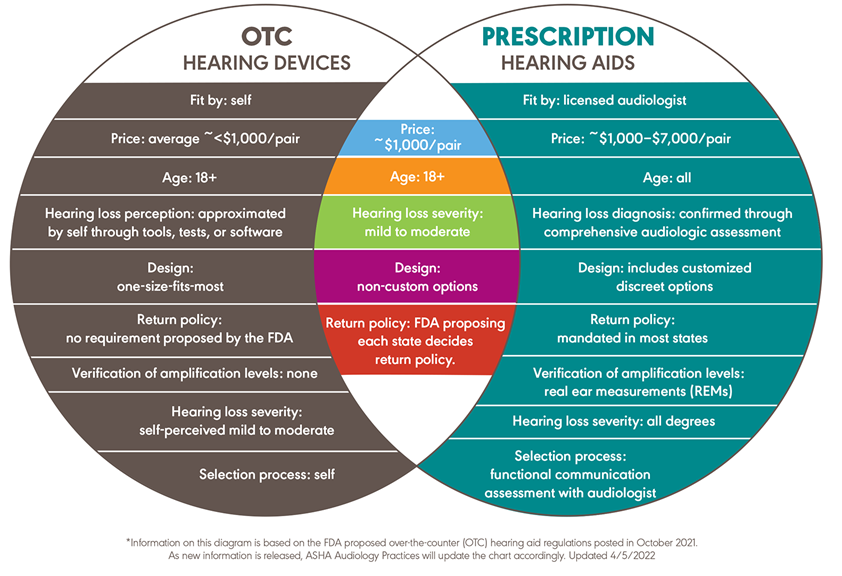 OTC
HEARING DEVICES
Fit by: self
Price: average ~<$1,000/pair
Age: 18+
Hearing loss perception: approximated
by self through tools, tests, or software
Design:
one-size-fits-most
Return policy:
no requirement proposed by the FDA
Verification of amplification levels: none
Hearing loss severity:
self-perceived mild to moderate
Selection process: self
Price:
~$1,000/pair
Age: 18+
Hearing loss severity:
mild to moderate
Design:
non-custom options
Return policy: FDA proposing
each state decides
return policy.
PRESCRIPTION
HEARING AIDS
Fit by: licensed audiologist
Price: ~$1,000–$7,000/pair
Age: all
Hearing loss diagnosis: confirmed through
comprehensive audiologic assessment
Design: includes customized
discreet options
Return policy:
mandated in most states
Verification of amplification levels:
real ear measurements (REMs)
Hearing loss severity: all degrees
Selection process:
functional communication
assessment with audiologist
*Information on this diagram is based on the FDA proposed over-the-counter (OTC) hearing aid regulations posted in October 2021.
As new information is released, ASHA Audiology Practices will update the chart accordingly. Updated 4/5/2022